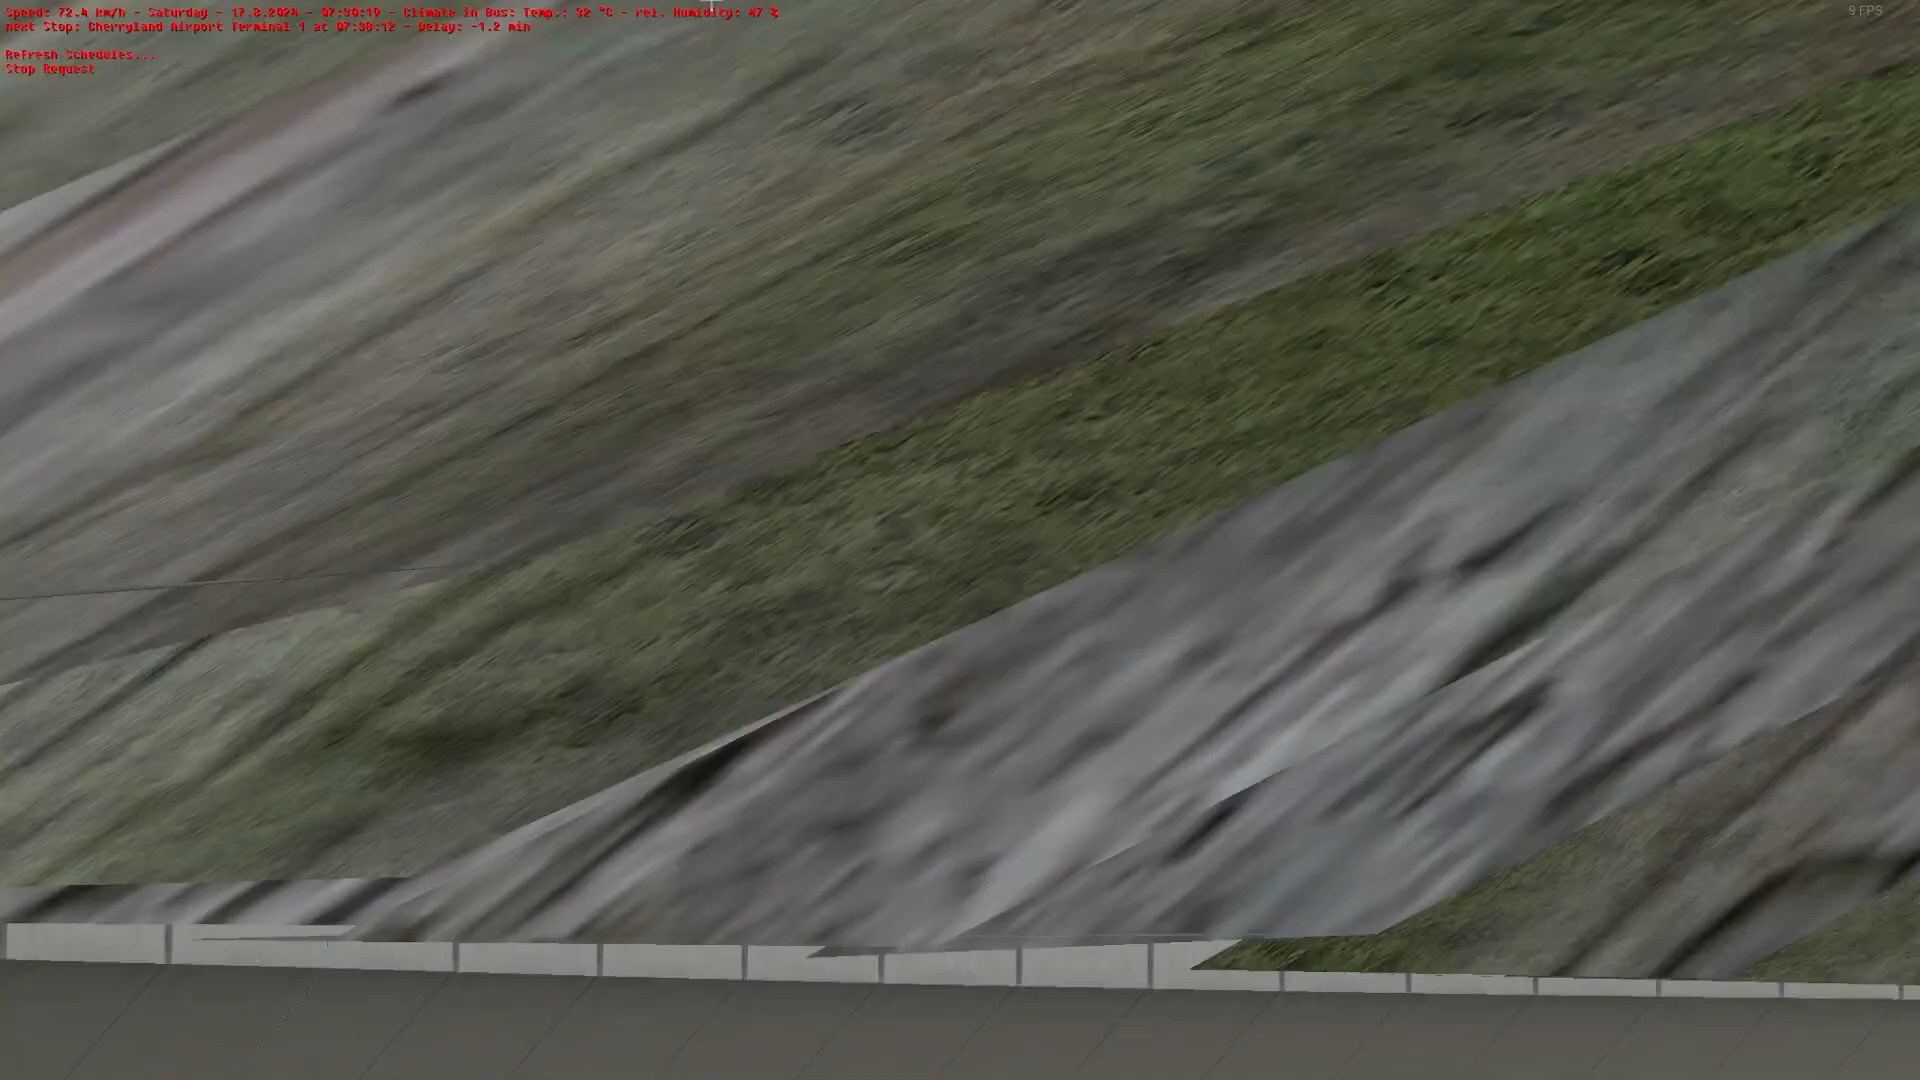 Speed: 72.4 km/h - Saturday - 17.8.2024 - 07:30:19 - Climate in Bus: Temp.: 32 °C - rel. Humidity: 47 %
next Stop: Cherryland Airport Terminal 1 at 07:38:12 - Delay: -1.2 min
Refresh Schedules...
Stop Request
9 FPS